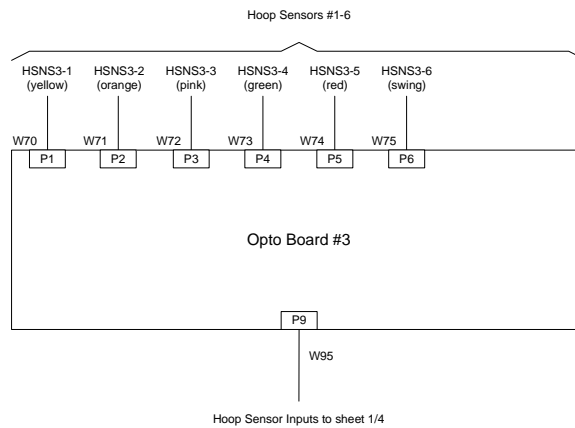 Hoop Sensors #1-6
HSNS3-1 HSNS3-2 HSNS3-3 HSNS3-4 HSNS3-5 HSNS3-6
(yellow) (orange) (pink) (green) (red) (swing)
W70 W71 W72 W73 W74 W75
P1 P2 P3 P4 P5 P6
Opto Board #3
P9
W95
Hoop Sensor Inputs to sheet 1/4